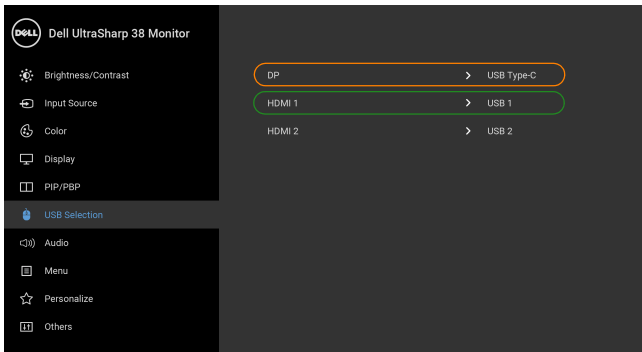 DELL Dell UltraSharp 38 Monitor
Brightness/Contrast
Input Source
Color
Display
PIP/PBP
USB Selection
Audio
Menu
Personalize
Others
DP > USB Type-C
HDMI 1 > USB 1
HDMI 2 > USB 2